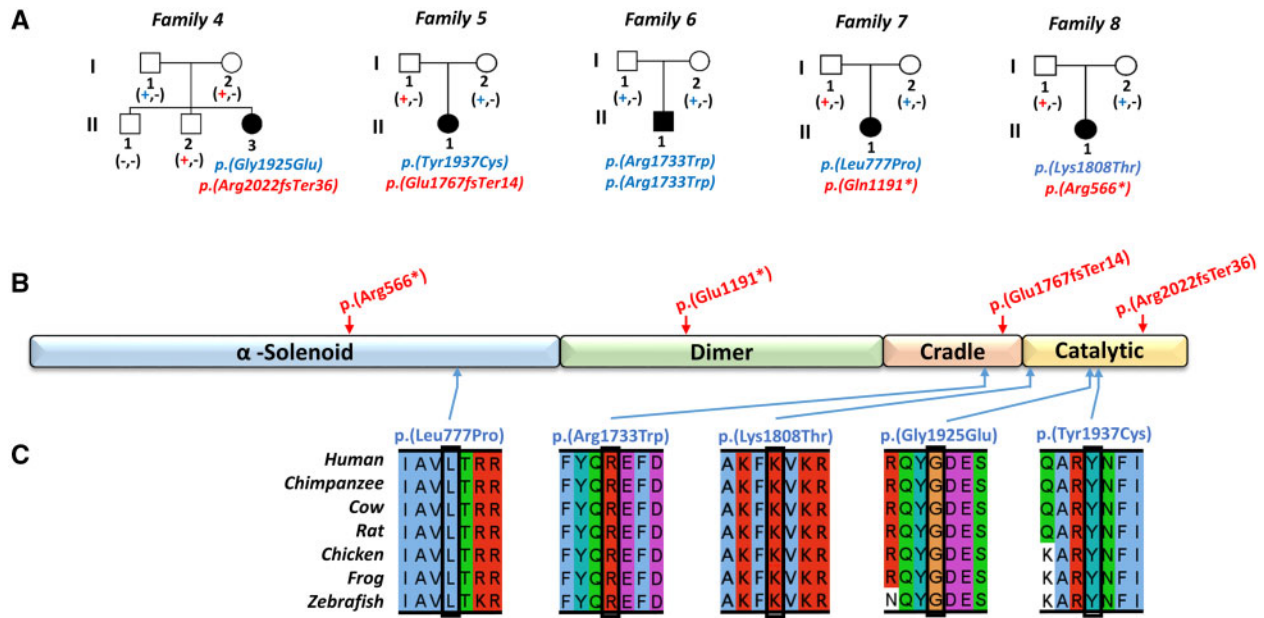 A
Family 4 Family 5 Family 6 Family 7 Family 8
I
1 2
(+,-) (+,-)
II
1 2 3
(-,-) (+,-)
p.(Gly1925Glu)
p.(Arg2022fsTer36)
I
1 2
(+,-) (+,-)
II
1
p.(Tyr1937Cys)
p.(Glu1767fsTer14)
I
1 2
(+,-) (+,-)
II
1
p.(Arg1733Trp)
p.(Arg1733Trp)
I
1 2
(+,-) (+,-)
II
1
p.(Leu777Pro)
p.(Gln1191*)
I
1 2
(+,-) (+,-)
II
1
p.(Lys1808Thr)
p.(Arg566*)
B
p.(Arg566*) p.(Glu1191*) p.(Glu1767fsTer14) p.(Arg2022fsTer36)
α -Solenoid Dimer Cradle Catalytic
C
p.(Leu777Pro) p.(Arg1733Trp) p.(Lys1808Thr) p.(Gly1925Glu) p.(Tyr1937Cys)
Human IAVLTRR FYQREFD AKFKVKR RQYGDES QARYNFI
Chimpanzee IAVLTRR FYQREFD AKFKVKR RQYGDES QARYNFI
Cow IAVLTRR FYQREFD AKFKVKR RQYGDES QARYNFI
Rat IAVLTRR FYQREFD AKFKVKR RQYGDES QARYNFI
Chicken IAVLTRR FYQREFD AKFKVKR RQYGDES KARYNFI
Frog IAVLTRR FYQREFD AKFKVKR RQYGDES KARYNFI
Zebrafish IAVLTKR FYQREFD AKFKVKR NQYGDES KARYNFI